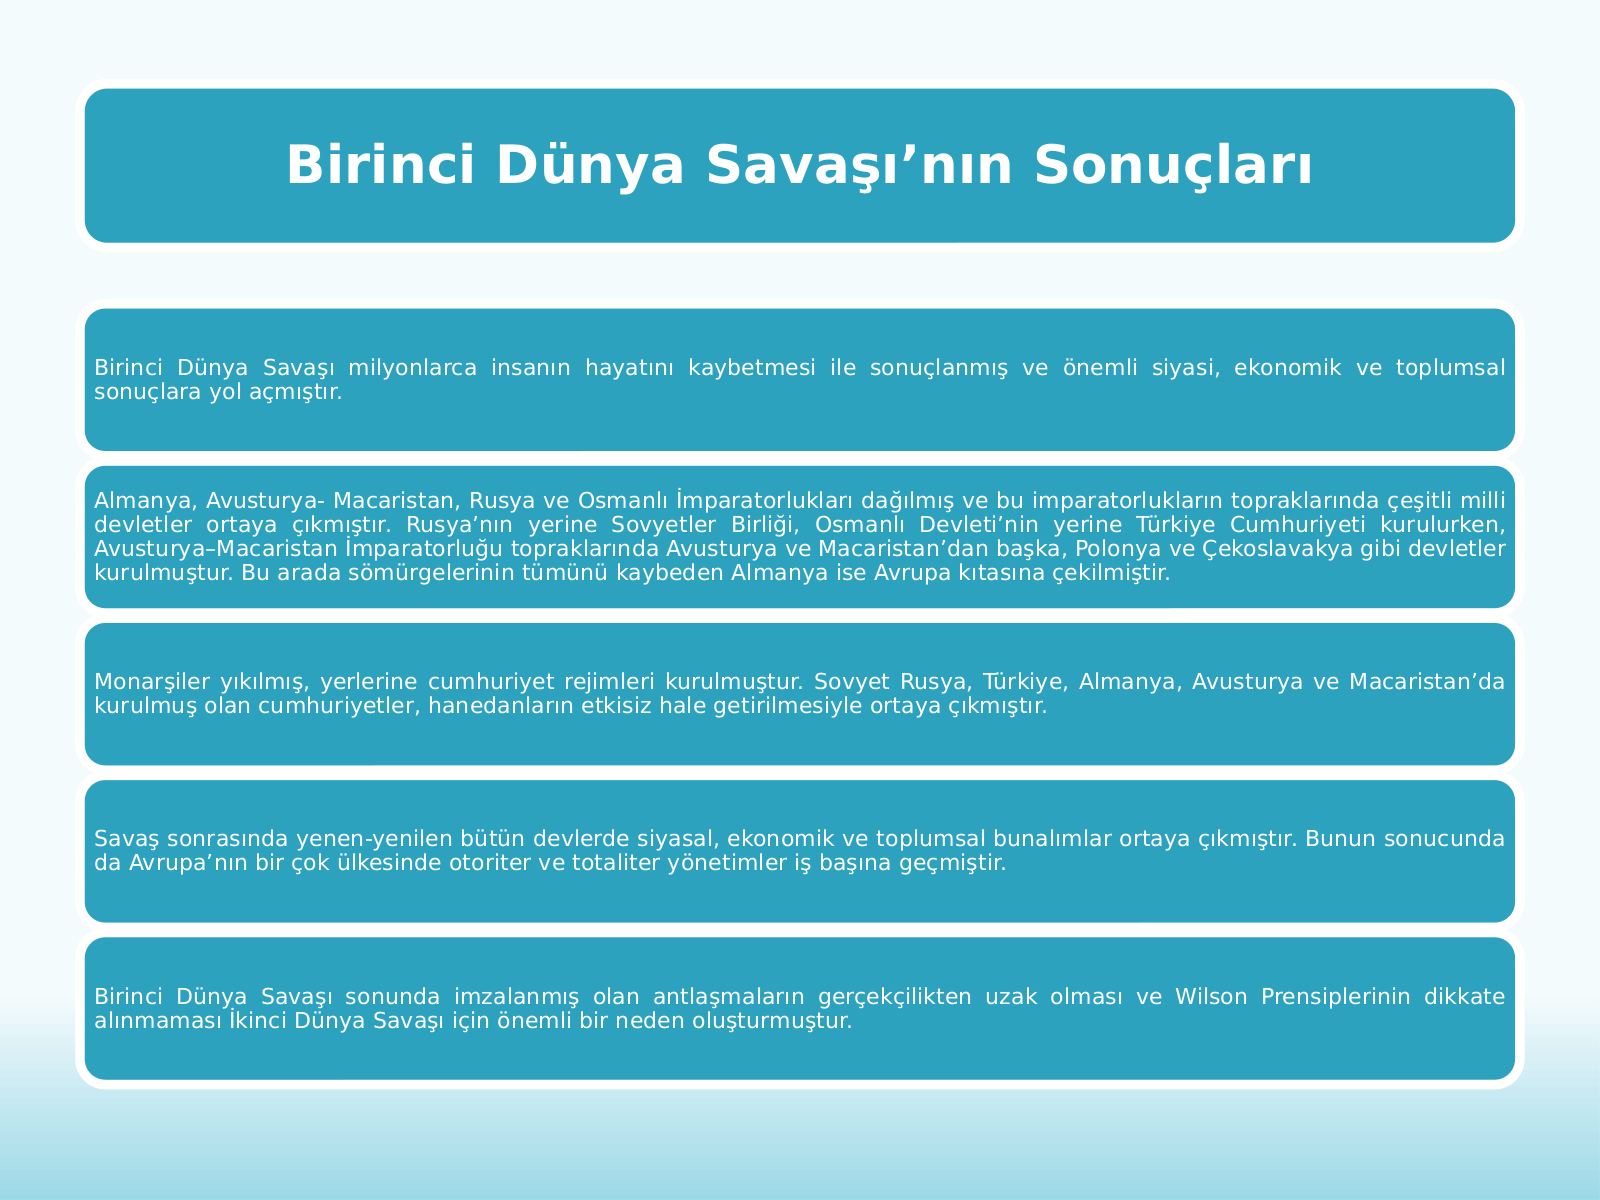 Birinci Dünya Savaşı’nın Sonuçları
Birinci Dünya Savaşı milyonlarca insanın hayatını kaybetmesi ile sonuçlanmış ve önemli siyasi, ekonomik ve toplumsal
sonuçlara yol açmıştır.
Almanya, Avusturya- Macaristan, Rusya ve Osmanlı İmparatorlukları dağılmış ve bu imparatorlukların topraklarında çeşitli milli
devletler ortaya çıkmıştır. Rusya’nın yerine Sovyetler Birliği, Osmanlı Devleti’nin yerine Türkiye Cumhuriyeti kurulurken,
Avusturya–Macaristan İmparatorluğu topraklarında Avusturya ve Macaristan’dan başka, Polonya ve Çekoslavakya gibi devletler
kurulmuştur. Bu arada sömürgelerinin tümünü kaybeden Almanya ise Avrupa kıtasına çekilmiştir.
Monarşiler yıkılmış, yerlerine cumhuriyet rejimleri kurulmuştur. Sovyet Rusya, Türkiye, Almanya, Avusturya ve Macaristan’da
kurulmuş olan cumhuriyetler, hanedanların etkisiz hale getirilmesiyle ortaya çıkmıştır.
Savaş sonrasında yenen-yenilen bütün devlerde siyasal, ekonomik ve toplumsal bunalımlar ortaya çıkmıştır. Bunun sonucunda
da Avrupa’nın bir çok ülkesinde otoriter ve totaliter yönetimler iş başına geçmiştir.
Birinci Dünya Savaşı sonunda imzalanmış olan antlaşmaların gerçekçilikten uzak olması ve Wilson Prensiplerinin dikkate
alınmaması İkinci Dünya Savaşı için önemli bir neden oluşturmuştur.